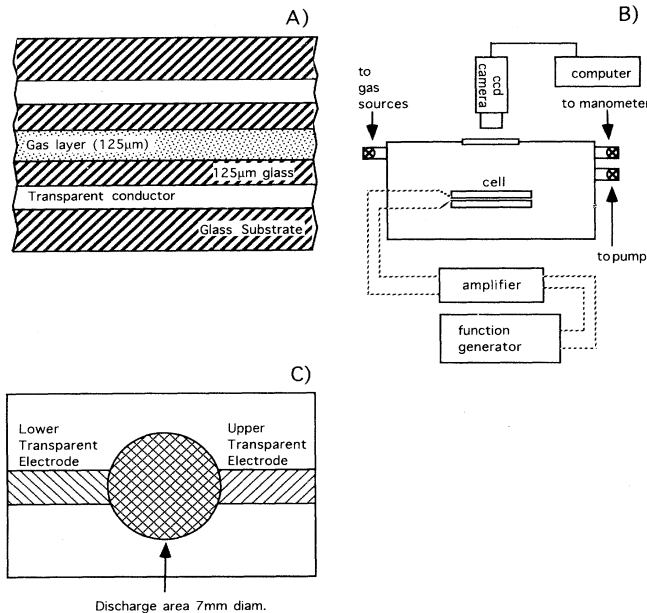 A)
Gas layer (125µm)
125µm glass
Transparent conductor
Glass Substrate
B)
to
gas
sources
ccd
camera
computer
to manometer
cell
to pump
amplifier
function
generator
C)
Lower
Transparent
Electrode
Upper
Transparent
Electrode
Discharge area 7mm diam.